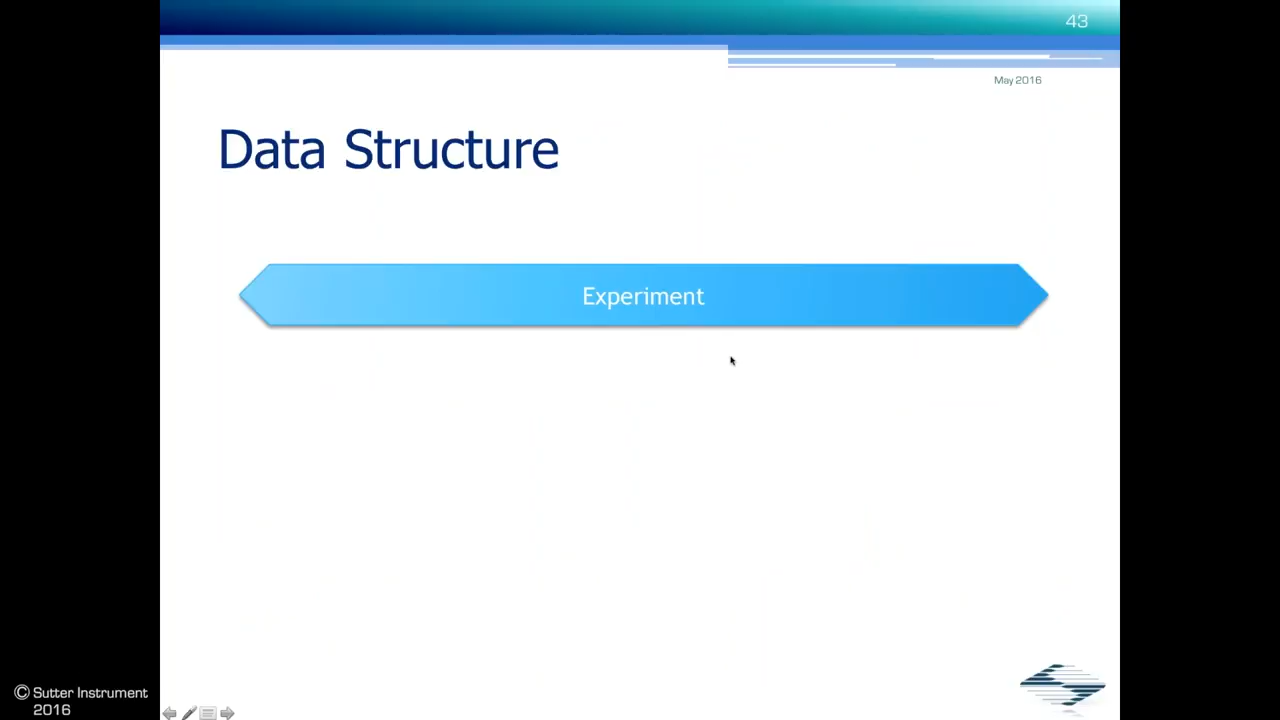 43
May 2016
Data Structure
Experiment
© Sutter Instrument
2016